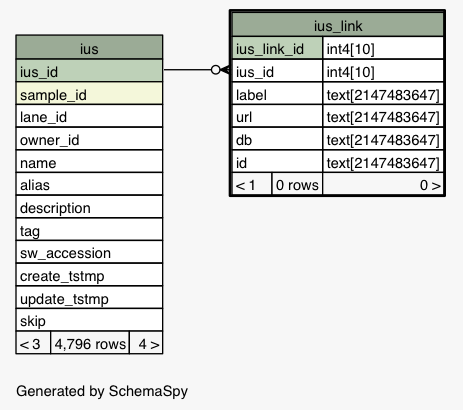 ius
ius_id
sample_id
lane_id
owner_id
name
alias
description
tag
sw_accession
create_tstmp
update_tstmp
skip
< 3 4,796 rows 4 >
ius_link
ius_link_id int4[10]
ius_id int4[10]
label text[2147483647]
url text[2147483647]
db text[2147483647]
id text[2147483647]
< 1 0 rows 0 >
Generated by SchemaSpy